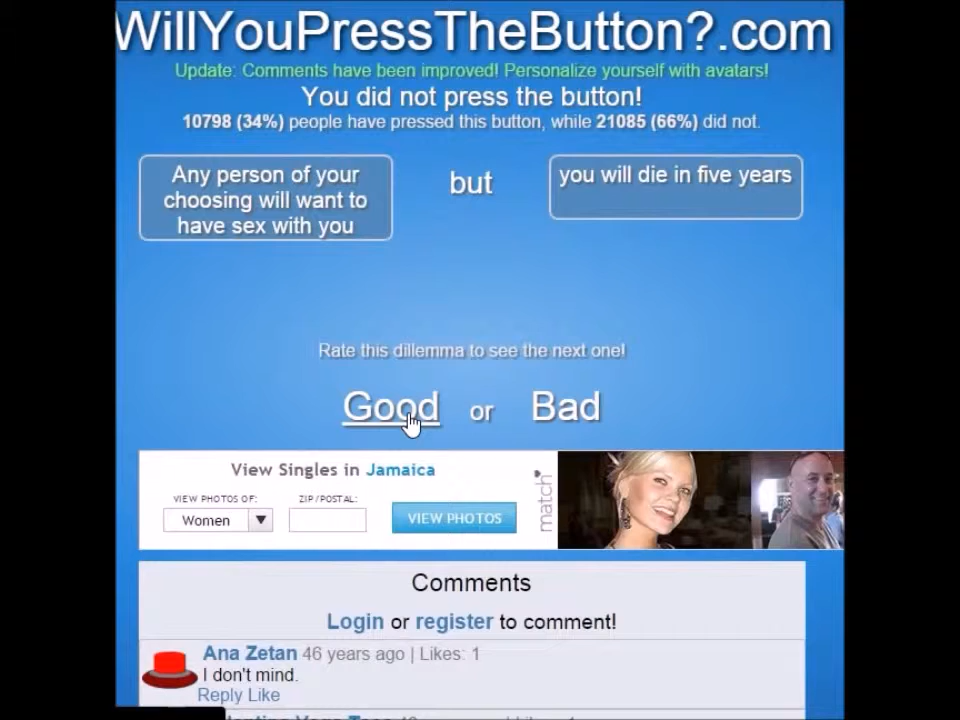 WillYouPressTheButton?.com
Update: Comments have been improved! Personalize yourself with avatars!
You did not press the button!
10798 (34%) people have pressed this button, while 21085 (66%) did not.
Any person of your
choosing will want to
have sex with you
but
you will die in five years
Rate this dillemma to see the next one!
Good or Bad
View Singles in Jamaica
VIEW PHOTOS OF:
ZIP/POSTAL:
Women
VIEW PHOTOS
match
Comments
Login or register to comment!
Ana Zetan 46 years ago | Likes: 1
I don't mind.
Reply Like